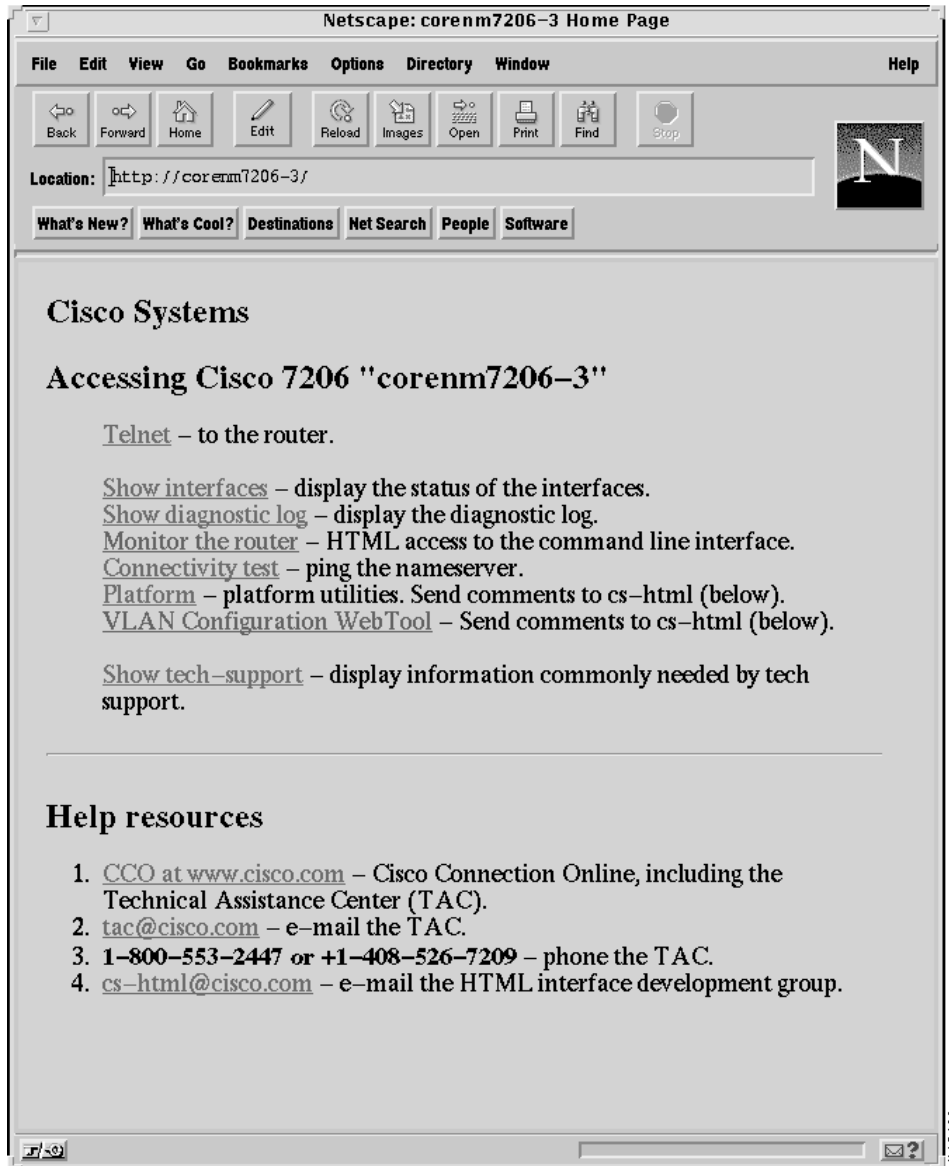 Netscape: corenm7206-3 Home Page
File Edit View Go Bookmarks Options Directory Window Help
Back Forward Home Edit Reload Images Open Print Find Stop
N
Location: http://corenm7206-3/
What's New? What's Cool? Destinations Net Search People Software
Cisco Systems
Accessing Cisco 7206 "corenm7206-3"
Telnet – to the router.
Show interfaces – display the status of the interfaces.
Show diagnostic log – display the diagnostic log.
Monitor the router – HTML access to the command line interface.
Connectivity test – ping the nameserver.
Platform – platform utilities. Send comments to cs-html (below).
VLAN Configuration WebTool – Send comments to cs-html (below).
Show tech-support – display information commonly needed by tech
support.
Help resources
1. CCO at www.cisco.com – Cisco Connection Online, including the
Technical Assistance Center (TAC).
2. tac@cisco.com – e-mail the TAC.
3. 1-800-553-2447 or +1-408-526-7209 – phone the TAC.
4. cs-html@cisco.com – e-mail the HTML interface development group.
?